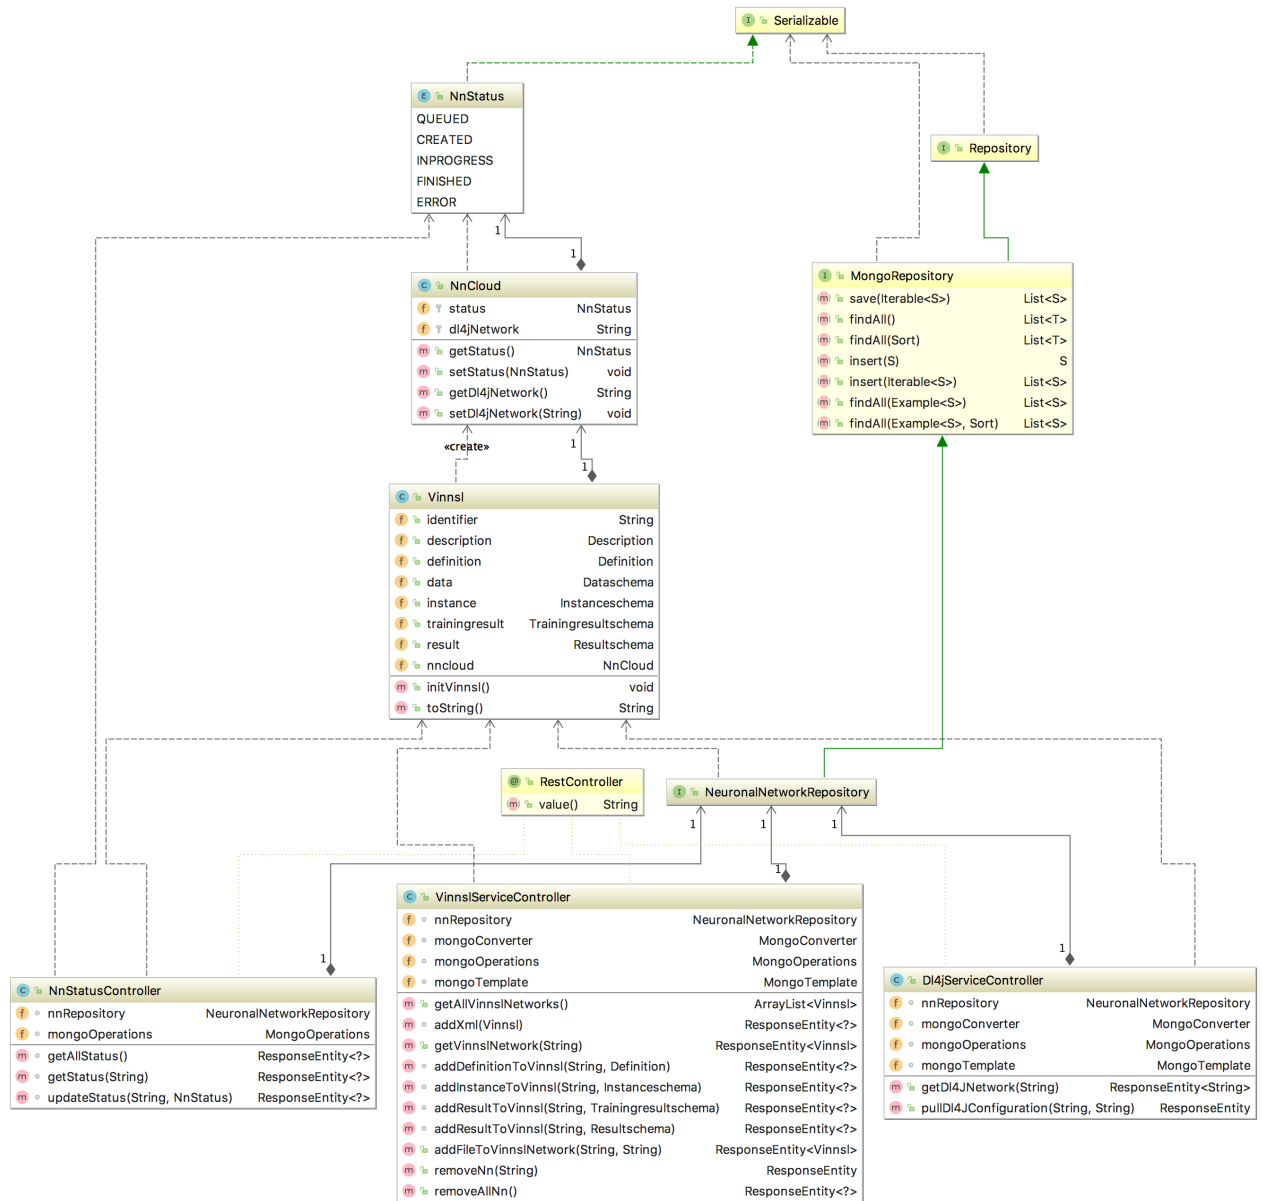 I Serializable
E NnStatus
QUEUED
CREATED
INPROGRESS
FINISHED
ERROR
I Repository
1
1
I MongoRepository
m save(Iterable<S>) List<S>
m findAll() List<T>
m findAll(Sort) List<T>
m insert(S) S
m insert(Iterable<S>) List<S>
m findAll(Example<S>) List<S>
m findAll(Example<S>, Sort) List<S>
C NnCloud
f status NnStatus
f dl4jNetwork String
m getStatus() NnStatus
m setStatus(NnStatus) void
m getDl4jNetwork() String
m setDl4jNetwork(String) void
«create»
1
1
C Vinnsl
f identifier String
f description Description
f definition Definition
f data Dataschema
f instance Instanceschema
f trainingresult Trainingresultschema
f result Resultschema
f nncloud NnCloud
m initVinnsl() void
m toString() String
@ RestController
m value() String
I NeuronalNetworkRepository
1
1
1
1
1
1
C VinnslServiceController
f nnRepository NeuronalNetworkRepository
f mongoConverter MongoConverter
f mongoOperations MongoOperations
f mongoTemplate MongoTemplate
m getAllVinnslNetworks() ArrayList<Vinnsl>
m addXml(Vinnsl) ResponseEntity<?>
m getVinnslNetwork(String) ResponseEntity<Vinnsl>
m addDefinitionToVinnsl(String, Definition) ResponseEntity<?>
m addInstanceToVinnsl(String, Instanceschema) ResponseEntity<?>
m addResultToVinnsl(String, Trainingresultschema) ResponseEntity<?>
m addResultToVinnsl(String, Resultschema) ResponseEntity<?>
m addFileToVinnslNetwork(String, String) ResponseEntity<Vinnsl>
m removeNn(String) ResponseEntity
m removeAllNn() ResponseEntity<?>
C NnStatusController
f nnRepository NeuronalNetworkRepository
f mongoOperations MongoOperations
m getAllStatus() ResponseEntity<?>
m getStatus(String) ResponseEntity<?>
m updateStatus(String, NnStatus) ResponseEntity<?>
C Dl4jServiceController
f nnRepository NeuronalNetworkRepository
f mongoConverter MongoConverter
f mongoOperations MongoOperations
f mongoTemplate MongoTemplate
m getDl4JNetwork(String) ResponseEntity<String>
m pullDl4JConfiguration(String, String) ResponseEntity